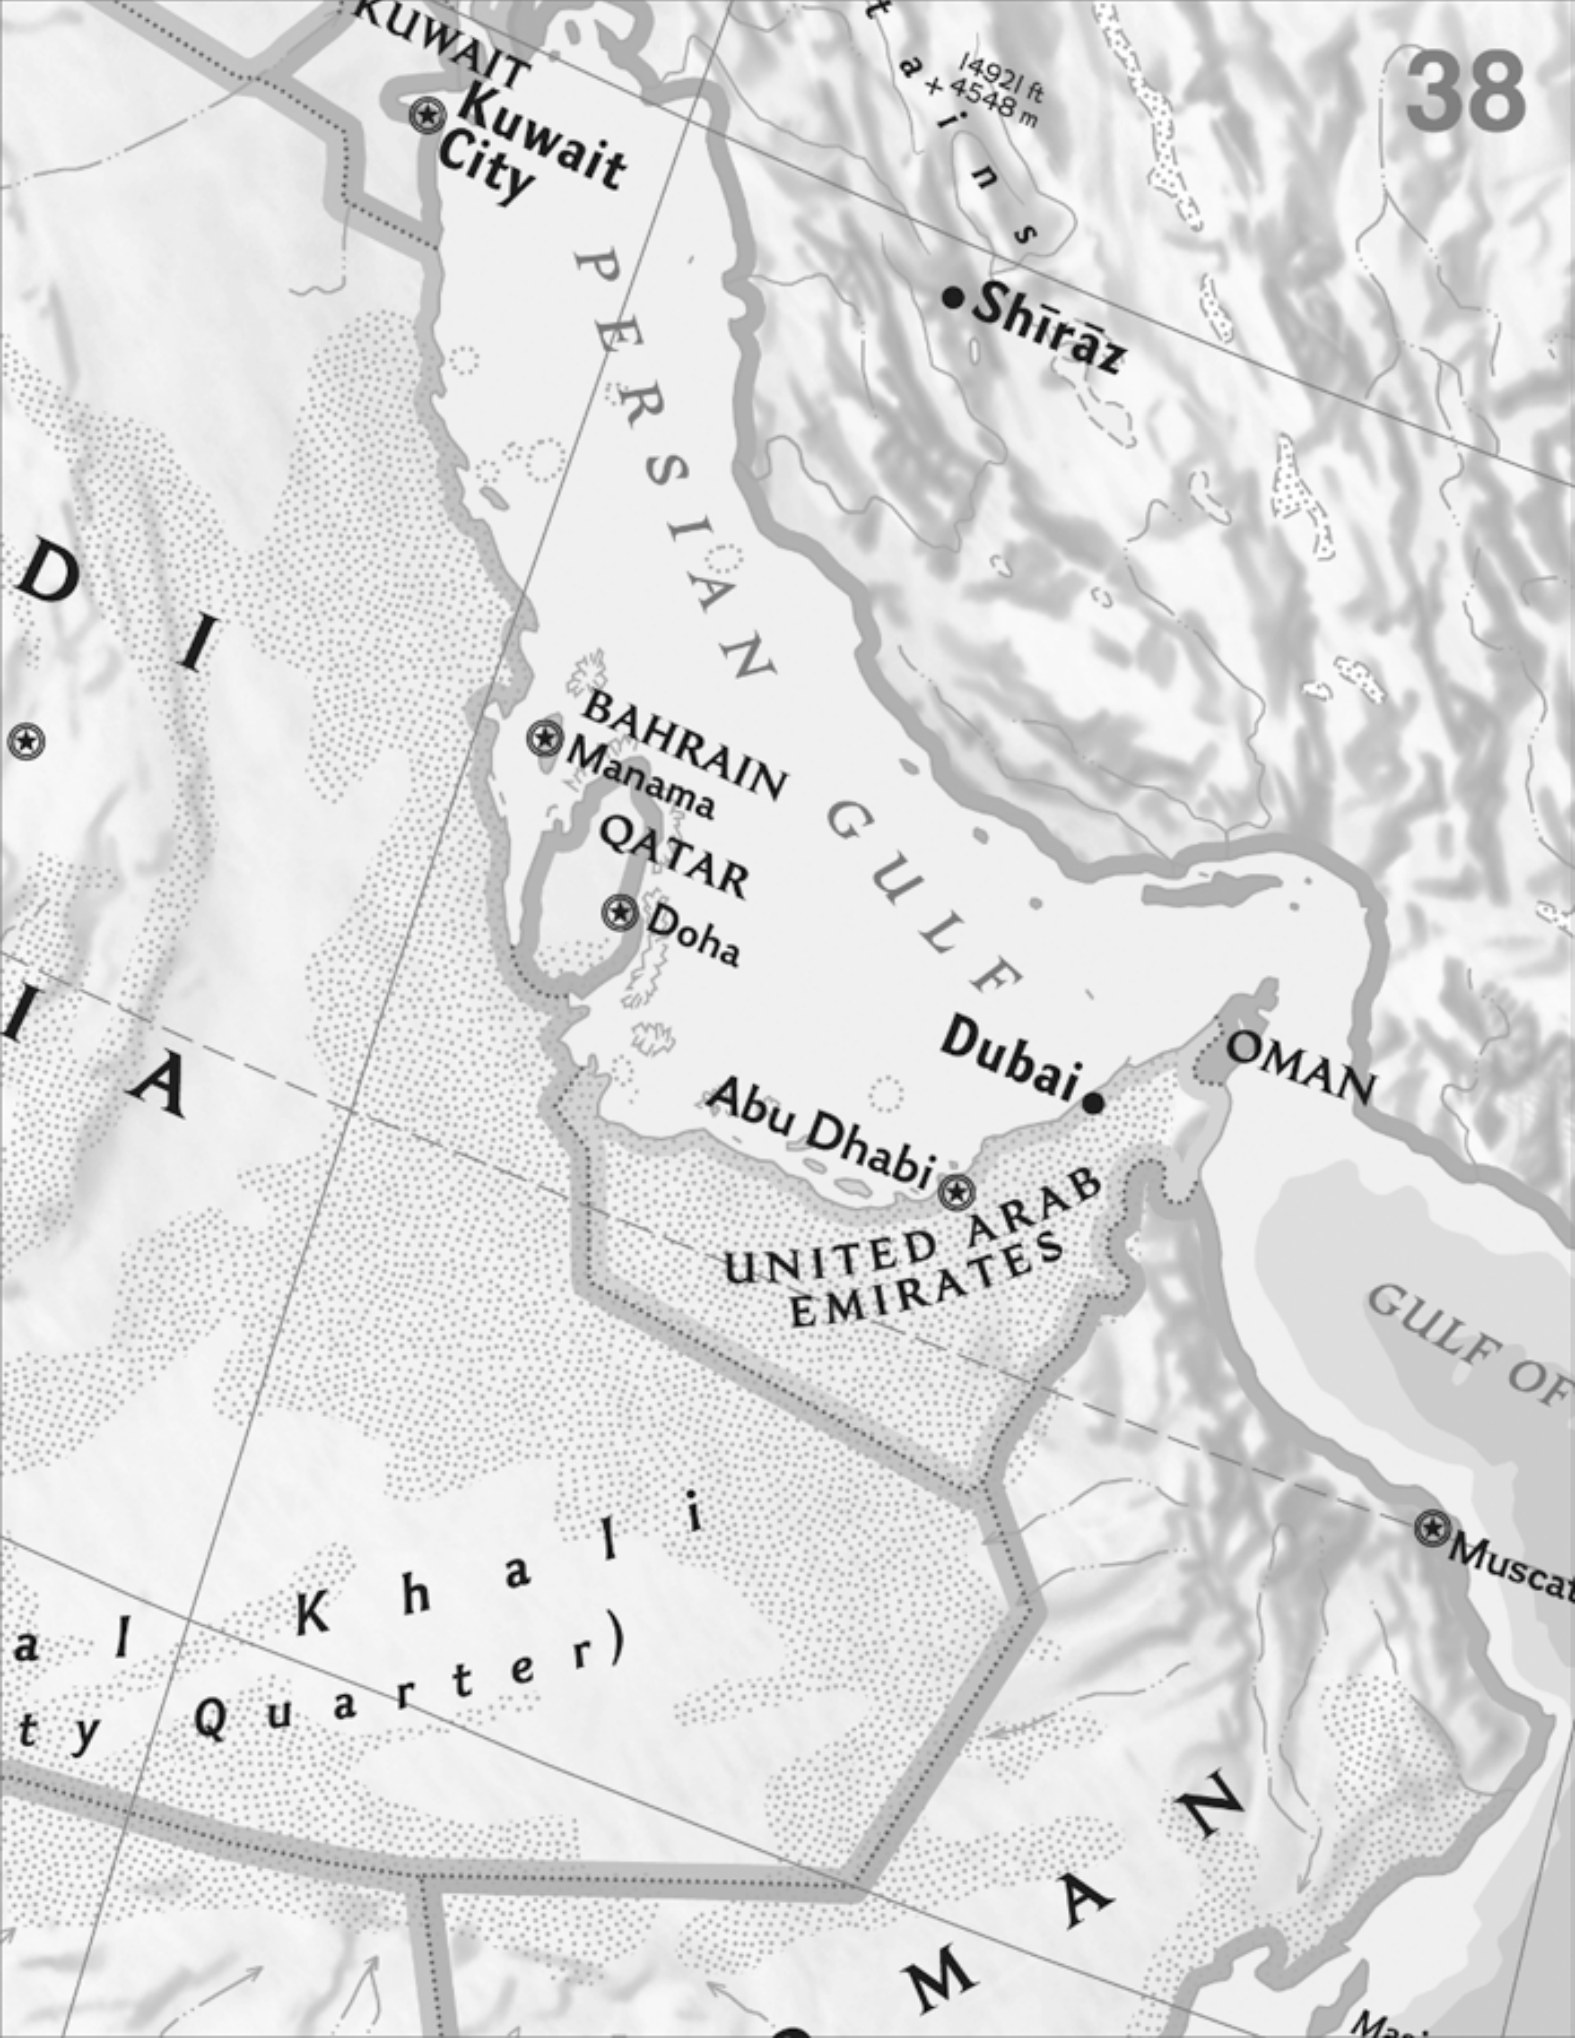 38
KUWAIT
Kuwait
City
t a i n s
14921 ft
+ 4548 m
Shīrāz
PERSIAN GULF
D I
BAHRAIN
Manama
QATAR
Doha
I A
Dubai
OMAN
Abu Dhabi
UNITED ARAB
EMIRATES
GULF OF
Muscat
a l Khali
ty Quarter)
OMAN